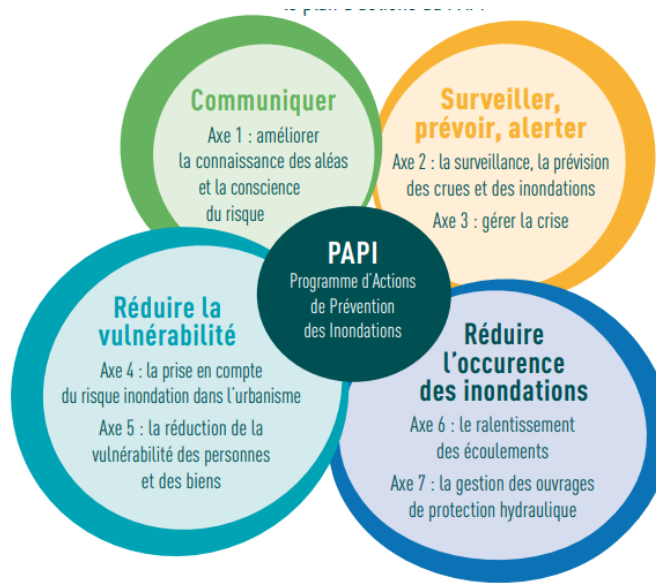 Communiquer
Axe 1 : améliorer
la connaissance des aléas
et la conscience
du risque
Surveiller,
prévoir, alerter
Axe 2 : la surveillance, la prévision
des crues et des inondations
Axe 3 : gérer la crise
PAPI
Programme d'Actions
de Prévention
des Inondations
Réduire la
vulnérabilité
Axe 4 : la prise en compte
du risque inondation dans l'urbanisme
Axe 5 : la réduction de la
vulnérabilité des personnes
et des biens
Réduire
l'occurence
des inondations
Axe 6 : le ralentissement
des écoulements
Axe 7 : la gestion des ouvrages
de protection hydraulique